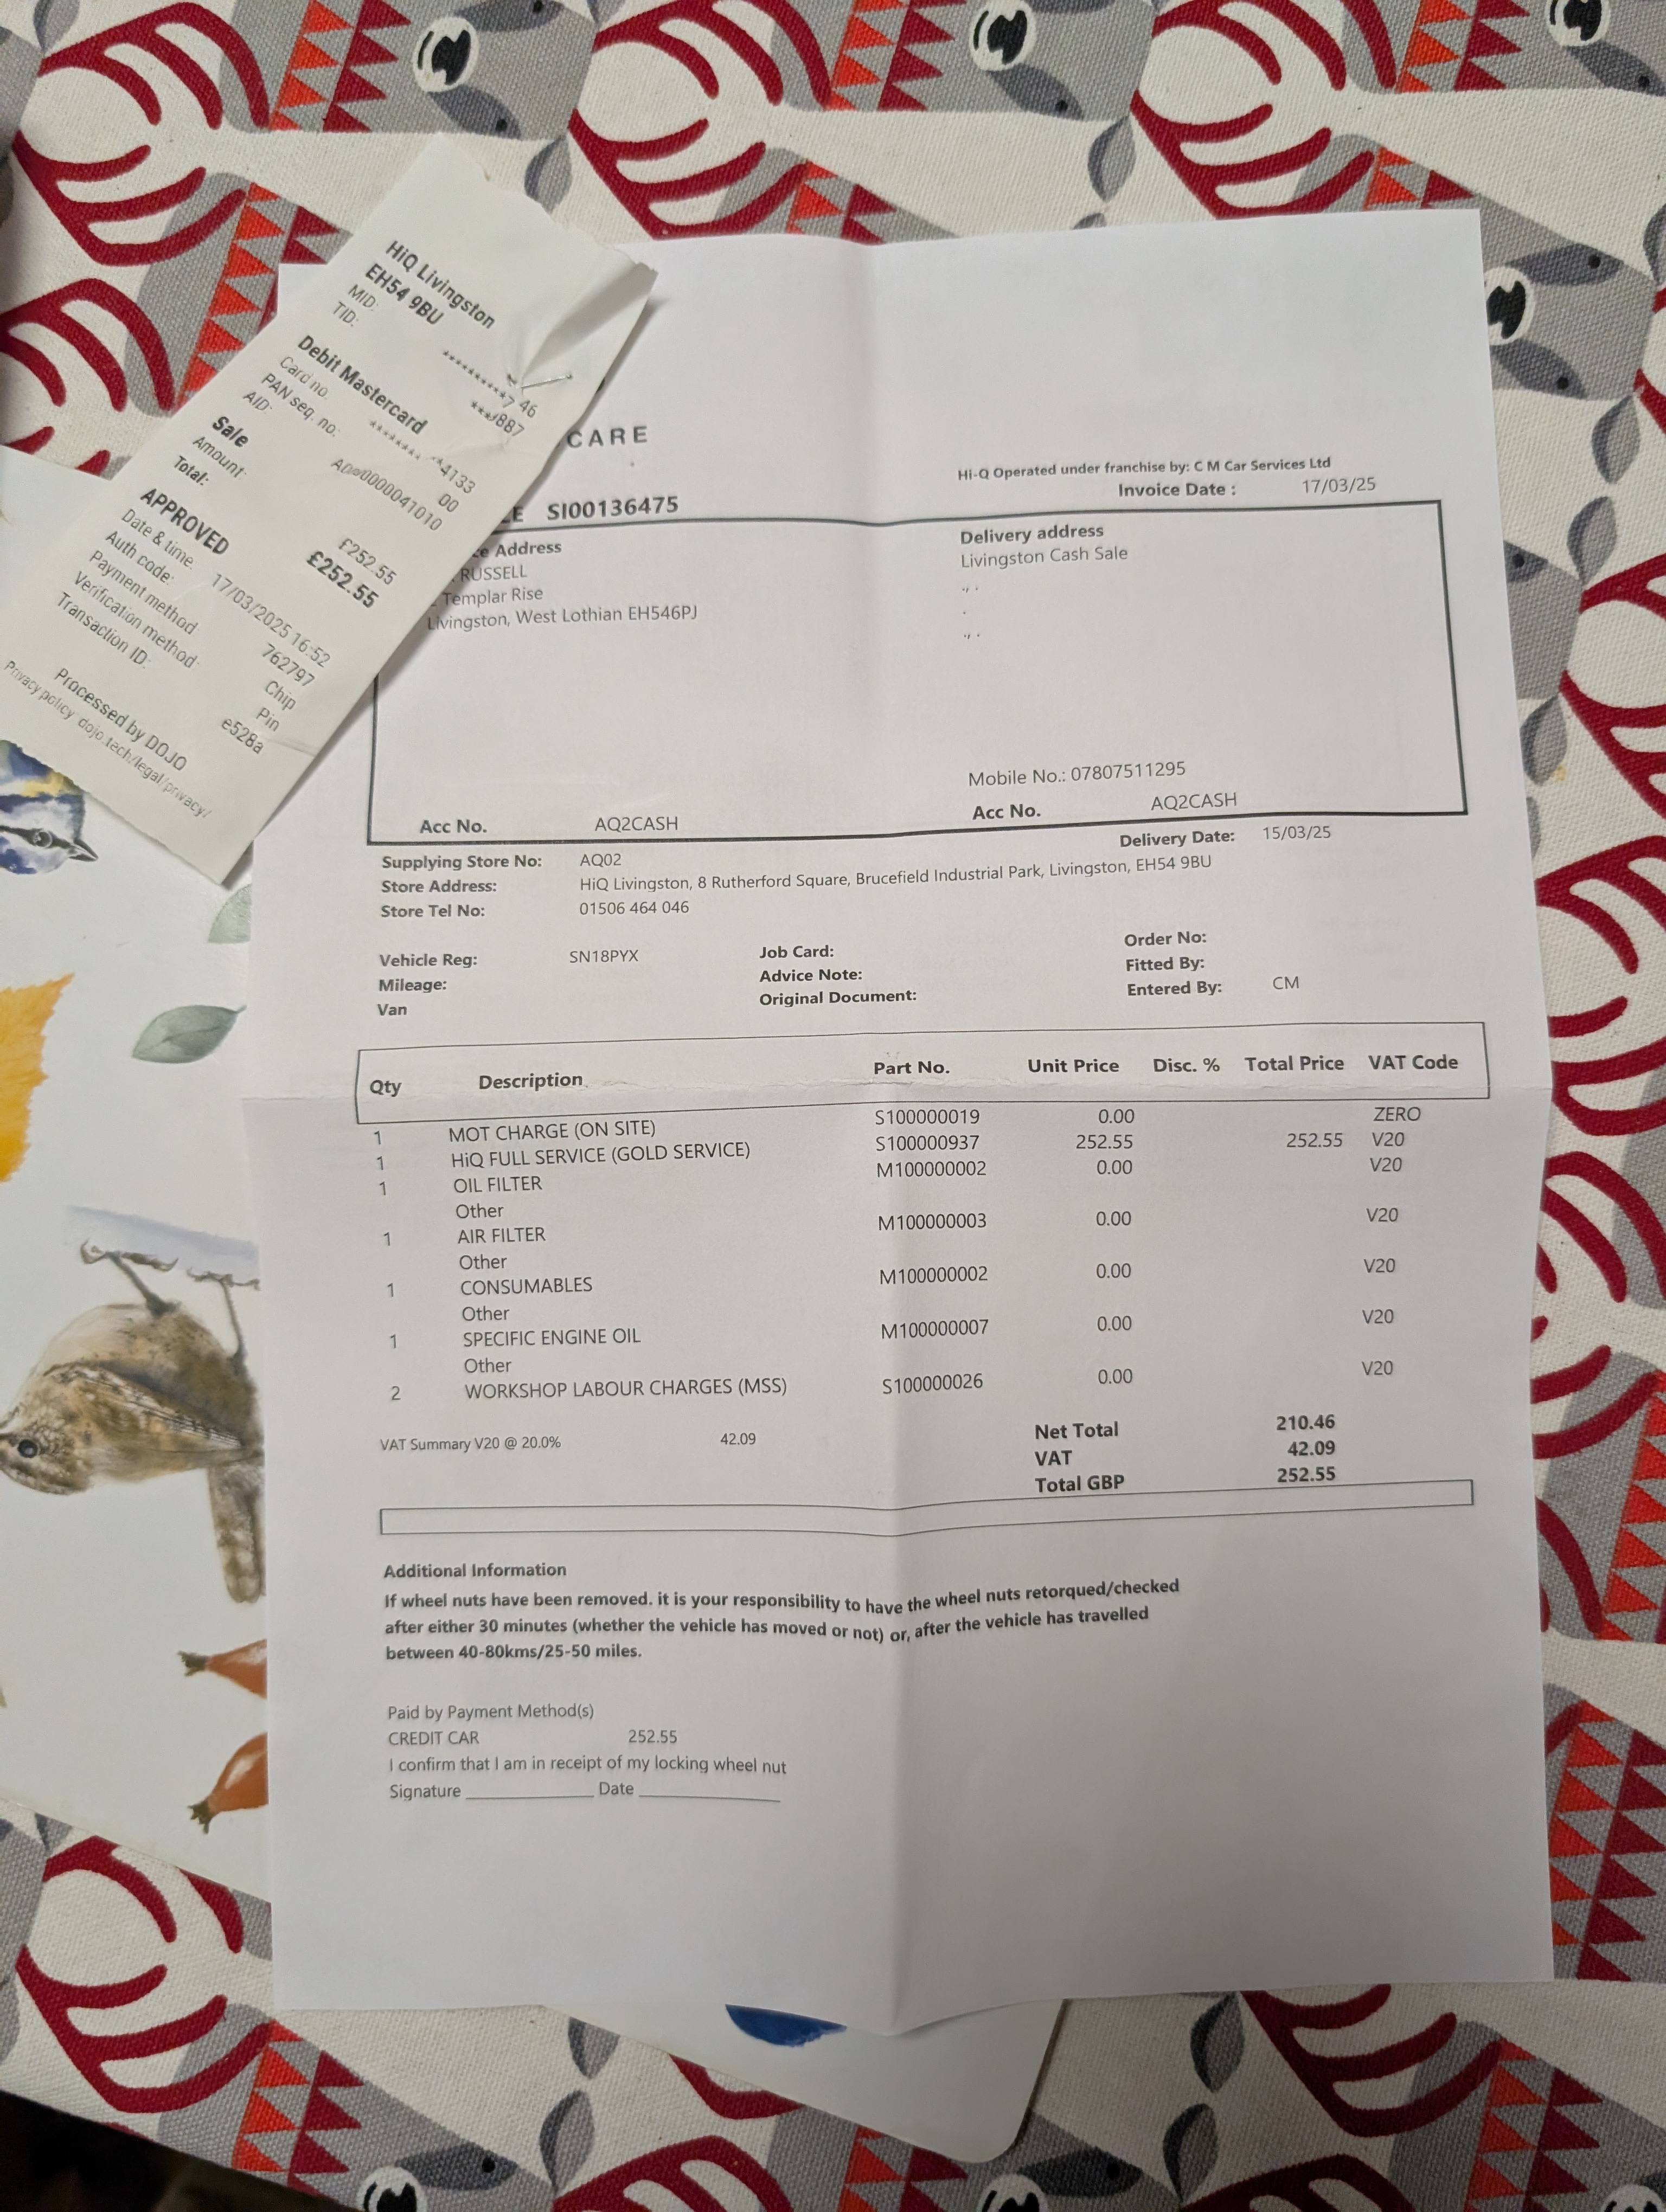 HiQ Livingston
EH54 9BU
MID: **********7 46
TID: ***/887
Debit Mastercard
Card no. ******** **4133
PAN seq. no: 00
AID: A0000000041010
Sale
Amount: £252.55
Total: £252.55
APPROVED
Date & time. 17/03/2025 16:52
Auth code: 762797
Payment method Chip
Verification method: Pin
Transaction ID: e528a
Processed by DOJO
Privacy policy: dojo.tech/legal/privacy/
CARE
Hi-Q Operated under franchise by: C M Car Services Ltd
E SI00136475 Invoice Date : 17/03/25
Address Delivery address
RUSSELL Livingston Cash Sale
Templar Rise
Livingston, West Lothian EH546PJ
Mobile No.: 07807511295
Acc No. AQ2CASH Acc No. AQ2CASH
Supplying Store No: AQ02 Delivery Date: 15/03/25
Store Address: HiQ Livingston, 8 Rutherford Square, Brucefield Industrial Park, Livingston, EH54 9BU
Store Tel No: 01506 464 046
Vehicle Reg: SN18PYX Job Card: Order No:
Mileage: Advice Note: Fitted By:
Van Original Document: Entered By: CM
Qty Description Part No. Unit Price Disc. % Total Price VAT Code
1 MOT CHARGE (ON SITE) S100000019 0.00 ZERO
1 HiQ FULL SERVICE (GOLD SERVICE) S100000937 252.55 252.55 V20
1 OIL FILTER M100000002 0.00 V20
Other
1 AIR FILTER M100000003 0.00 V20
Other
1 CONSUMABLES M100000002 0.00 V20
Other
1 SPECIFIC ENGINE OIL M100000007 0.00 V20
Other
2 WORKSHOP LABOUR CHARGES (MSS) S100000026 0.00 V20
VAT Summary V20 @ 20.0% 42.09 Net Total 210.46
VAT 42.09
Total GBP 252.55
Additional Information
If wheel nuts have been removed. it is your responsibility to have the wheel nuts retorqued/checked
after either 30 minutes (whether the vehicle has moved or not) or, after the vehicle has travelled
between 40-80kms/25-50 miles.
Paid by Payment Method(s)
CREDIT CAR 252.55
I confirm that I am in receipt of my locking wheel nut
Signature Date